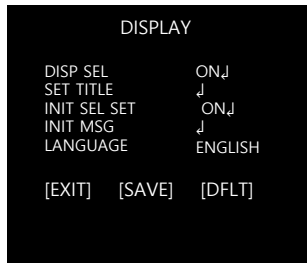 DISPLAY
DISP SEL ON↲
SET TITLE ↲
INIT SEL SET ON↲
INIT MSG ↲
LANGUAGE ENGLISH
[EXIT] [SAVE] [DFLT]